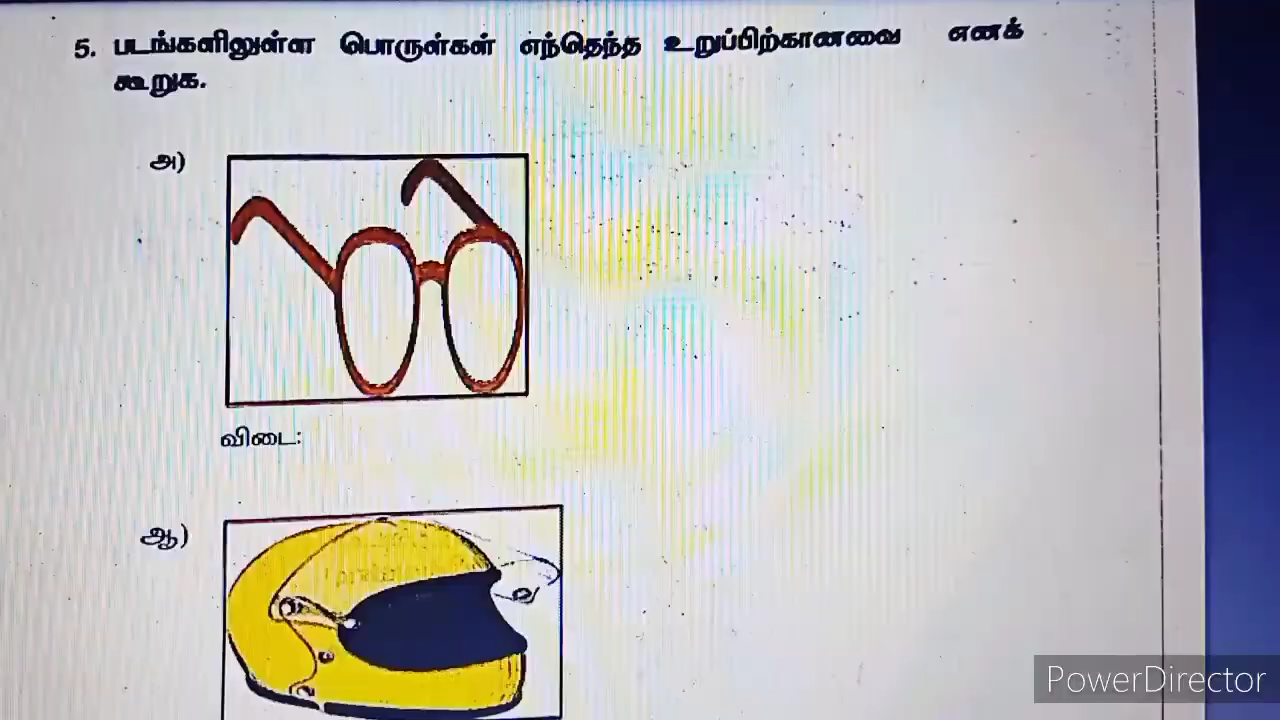 5. படங்களிலுள்ள பொருள்கள் எந்தெந்த உறுப்பிற்கானவை எனக்
கூறுக.
அ)
விடை:
ஆ)
PowerDirector